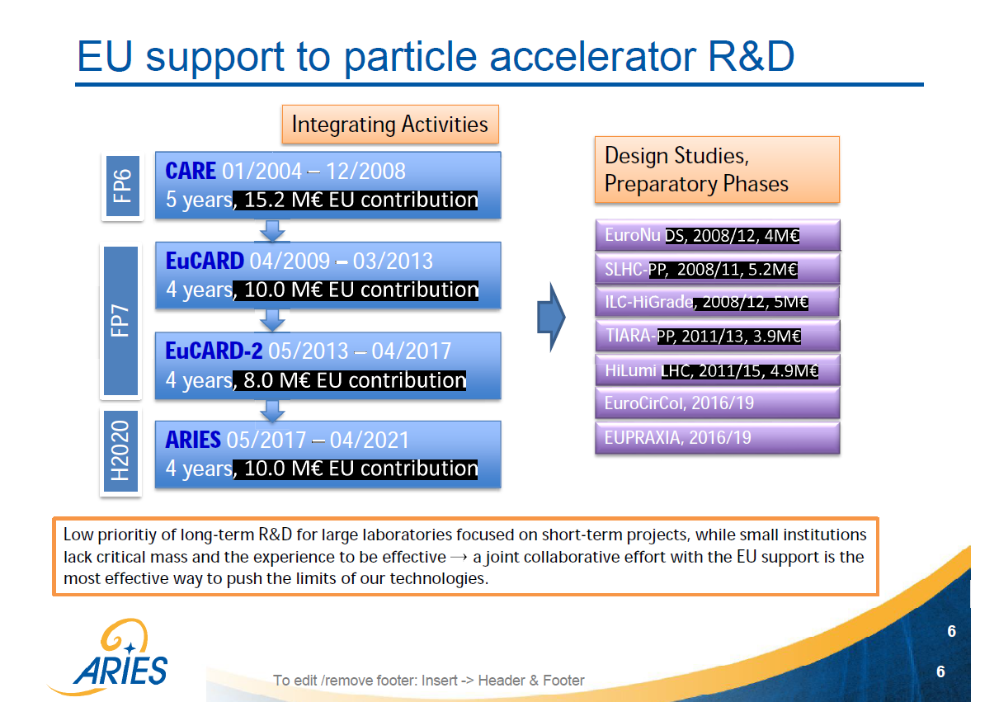 EU support to particle accelerator R&D
Integrating Activities
FP6
CARE 01/2004 – 12/2008
5 years, 15.2 M€ EU contribution
FP7
EuCARD 04/2009 – 03/2013
4 years, 10.0 M€ EU contribution
EuCARD-2 05/2013 – 04/2017
4 years, 8.0 M€ EU contribution
H2020
ARIES 05/2017 – 04/2021
4 years, 10.0 M€ EU contribution
Design Studies,
Preparatory Phases
EuroNu DS, 2008/12, 4M€
SLHC-PP, 2008/11, 5.2M€
ILC-HiGrade, 2008/12, 5M€
TIARA-PP, 2011/13, 3.9M€
HiLumi LHC, 2011/15, 4.9M€
EuroCirCol, 2016/19
EUPRAXIA, 2016/19
Low prioritiy of long-term R&D for large laboratories focused on short-term projects, while small institutions
lack critical mass and the experience to be effective → a joint collaborative effort with the EU support is the
most effective way to push the limits of our technologies.
ARIES
To edit /remove footer: Insert -> Header & Footer
6
6